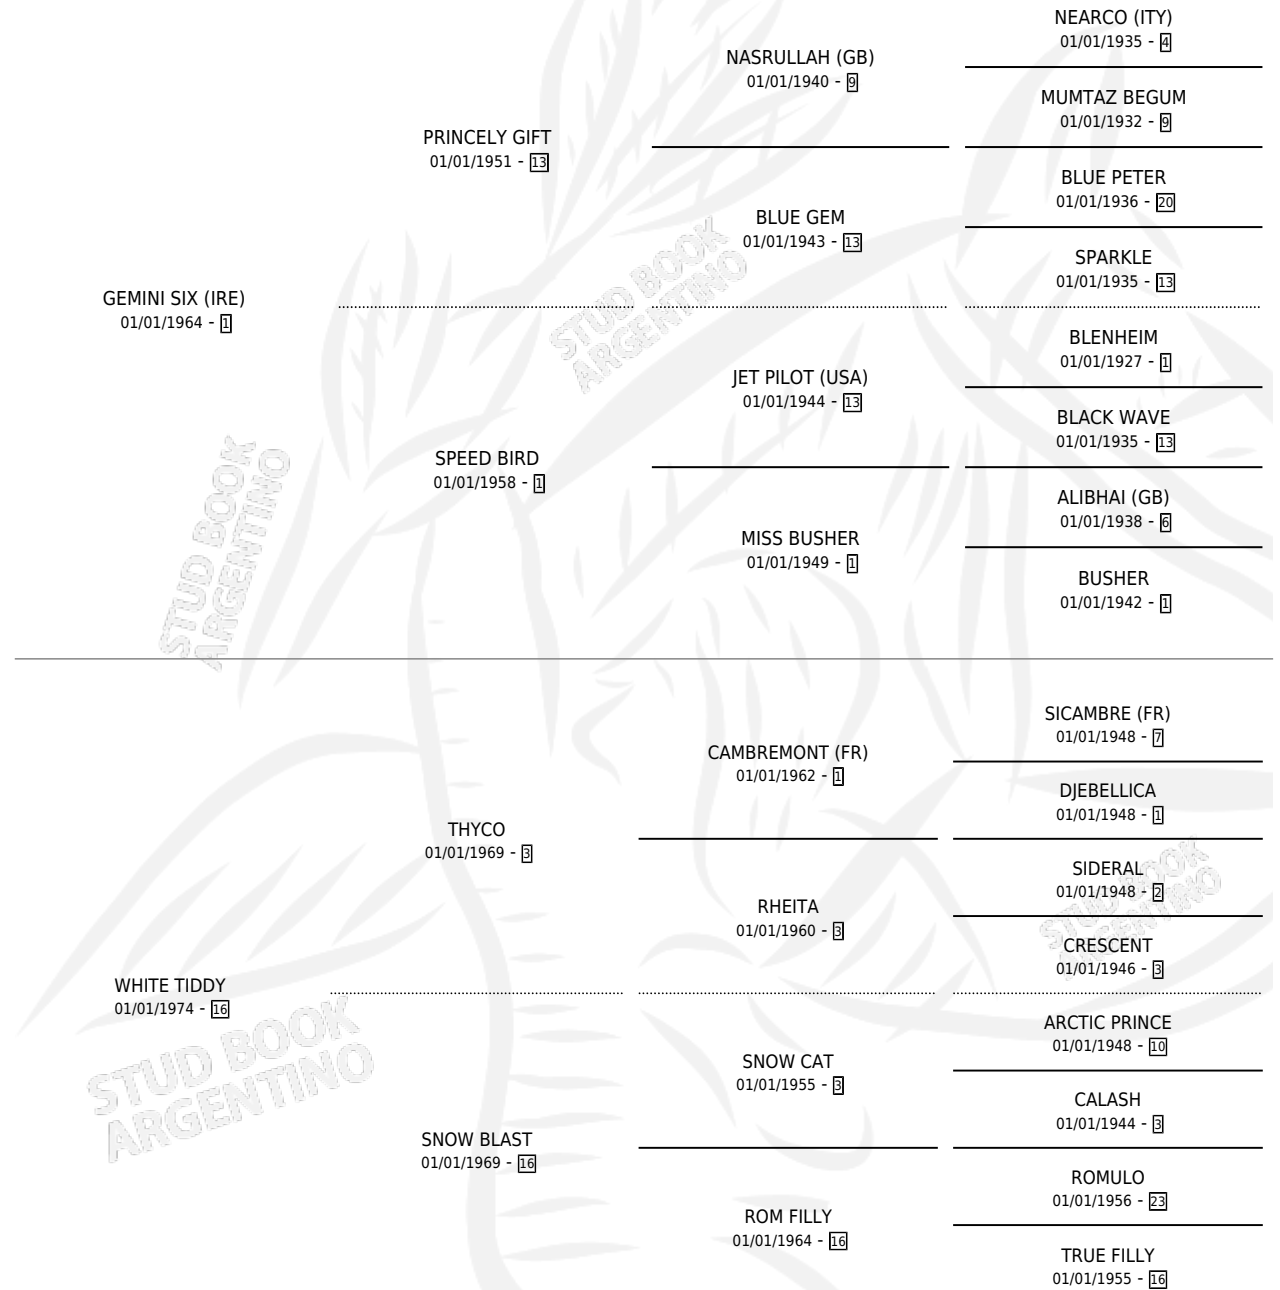 NEARCO (ITY)
01/01/1935 - 4
NASRULLAH (GB)
01/01/1940 - 9
MUMTAZ BEGUM
01/01/1932 - 9
PRINCELY GIFT
01/01/1951 - 13
BLUE PETER
01/01/1936 - 20
BLUE GEM
01/01/1943 - 13
SPARKLE
01/01/1935 - 13
GEMINI SIX (IRE)
01/01/1964 - 1
BLENHEIM
01/01/1927 - 1
JET PILOT (USA)
01/01/1944 - 13
BLACK WAVE
01/01/1935 - 13
SPEED BIRD
01/01/1958 - 1
ALIBHAI (GB)
01/01/1938 - 6
MISS BUSHER
01/01/1949 - 1
BUSHER
01/01/1942 - 1
SICAMBRE (FR)
01/01/1948 - 7
CAMBREMONT (FR)
01/01/1962 - 1
DJEBELLICA
01/01/1948 - 1
THYCO
01/01/1969 - 3
SIDERAL
01/01/1948 - 2
RHEITA
01/01/1960 - 3
CRESCENT
01/01/1946 - 3
WHITE TIDDY
01/01/1974 - 16
ARCTIC PRINCE
01/01/1948 - 10
SNOW CAT
01/01/1955 - 3
CALASH
01/01/1944 - 3
SNOW BLAST
01/01/1969 - 16
ROMULO
01/01/1956 - 23
ROM FILLY
01/01/1964 - 16
TRUE FILLY
01/01/1955 - 16
STUD BOOK
ARGENTINO
STUD BOOK
ARGENTINO
STUD BOOK
ARGENTINO
STUD BOOK
ARGENTINO